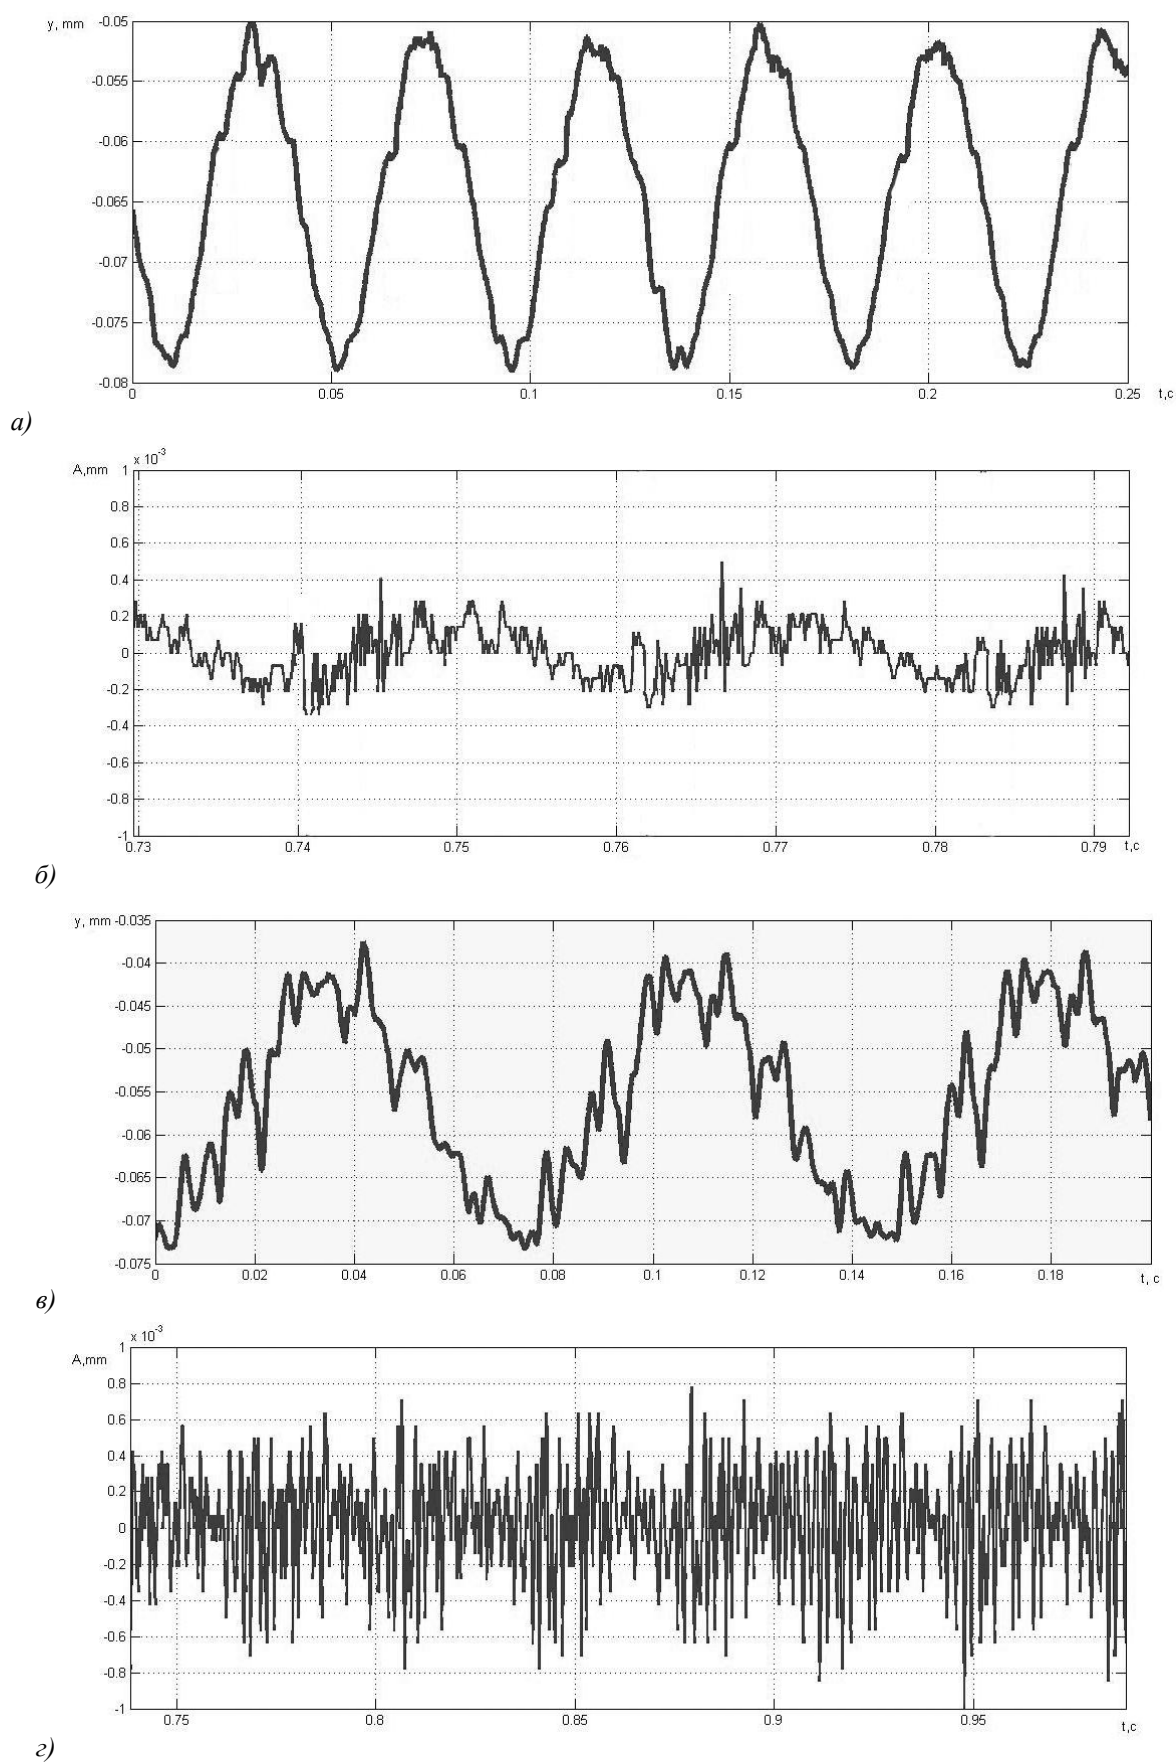 y, mm
-0.05
-0.055
-0.06
-0.065
-0.07
-0.075
-0.08
0 0.05 0.1 0.15 0.2 0.25 t,c
а)
A,mm
1 x 10-3
0.8
0.6
0.4
0.2
0
-0.2
-0.4
-0.6
-0.8
-1
0.73 0.74 0.75 0.76 0.77 0.78 0.79 t,c
б)
y, mm -0.035
-0.04
-0.045
-0.05
-0.055
-0.06
-0.065
-0.07
-0.075
0 0.02 0.04 0.06 0.08 0.1 0.12 0.14 0.16 0.18 t, c
в)
x 10-3
1
A,mm
0.8
0.6
0.4
0.2
0
-0.2
-0.4
-0.6
-0.8
-1
0.75 0.8 0.85 0.9 0.95 t,c
г)